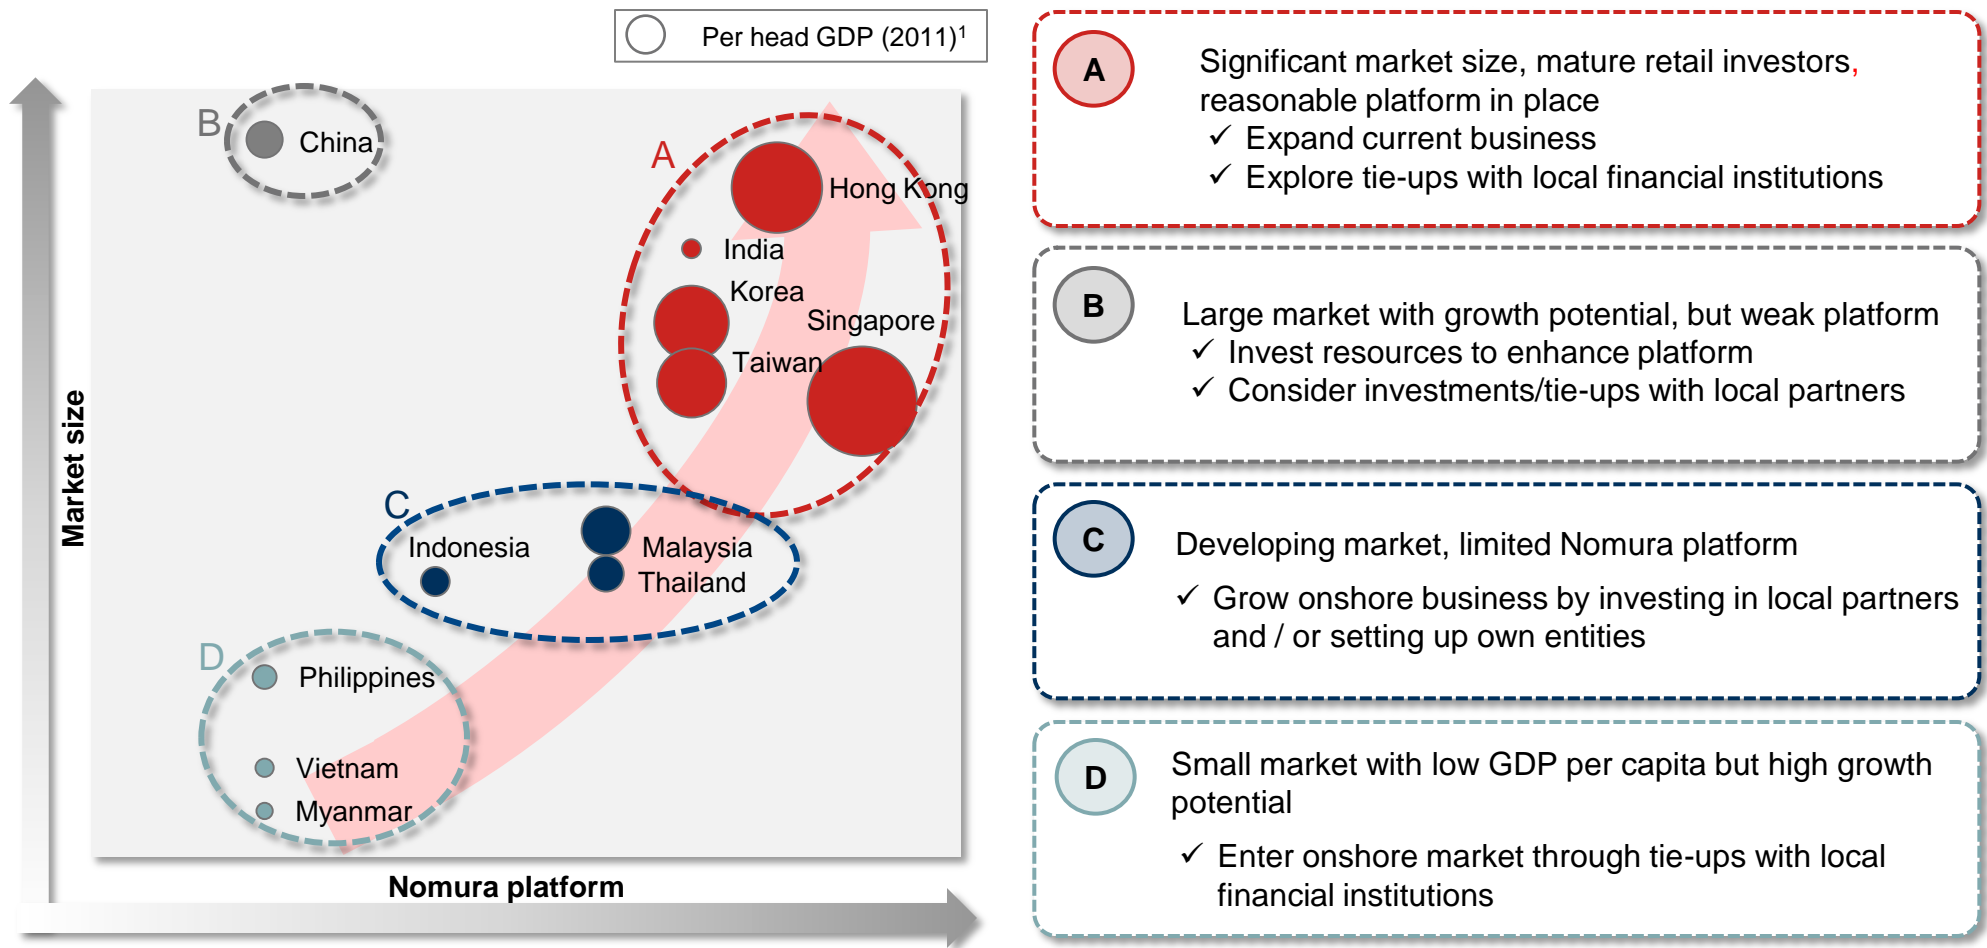 Per head GDP (2011)1
B
China
A
Hong Kong
India
Korea
Singapore
Taiwan
Market size
C
Indonesia
Malaysia
Thailand
D
Philippines
Vietnam
Myanmar
Nomura platform
A
Significant market size, mature retail investors,
reasonable platform in place
✓ Expand current business
✓ Explore tie-ups with local financial institutions
B
Large market with growth potential, but weak platform
✓ Invest resources to enhance platform
✓ Consider investments/tie-ups with local partners
C
Developing market, limited Nomura platform
✓ Grow onshore business by investing in local partners
and / or setting up own entities
D
Small market with low GDP per capita but high growth
potential
✓ Enter onshore market through tie-ups with local
financial institutions